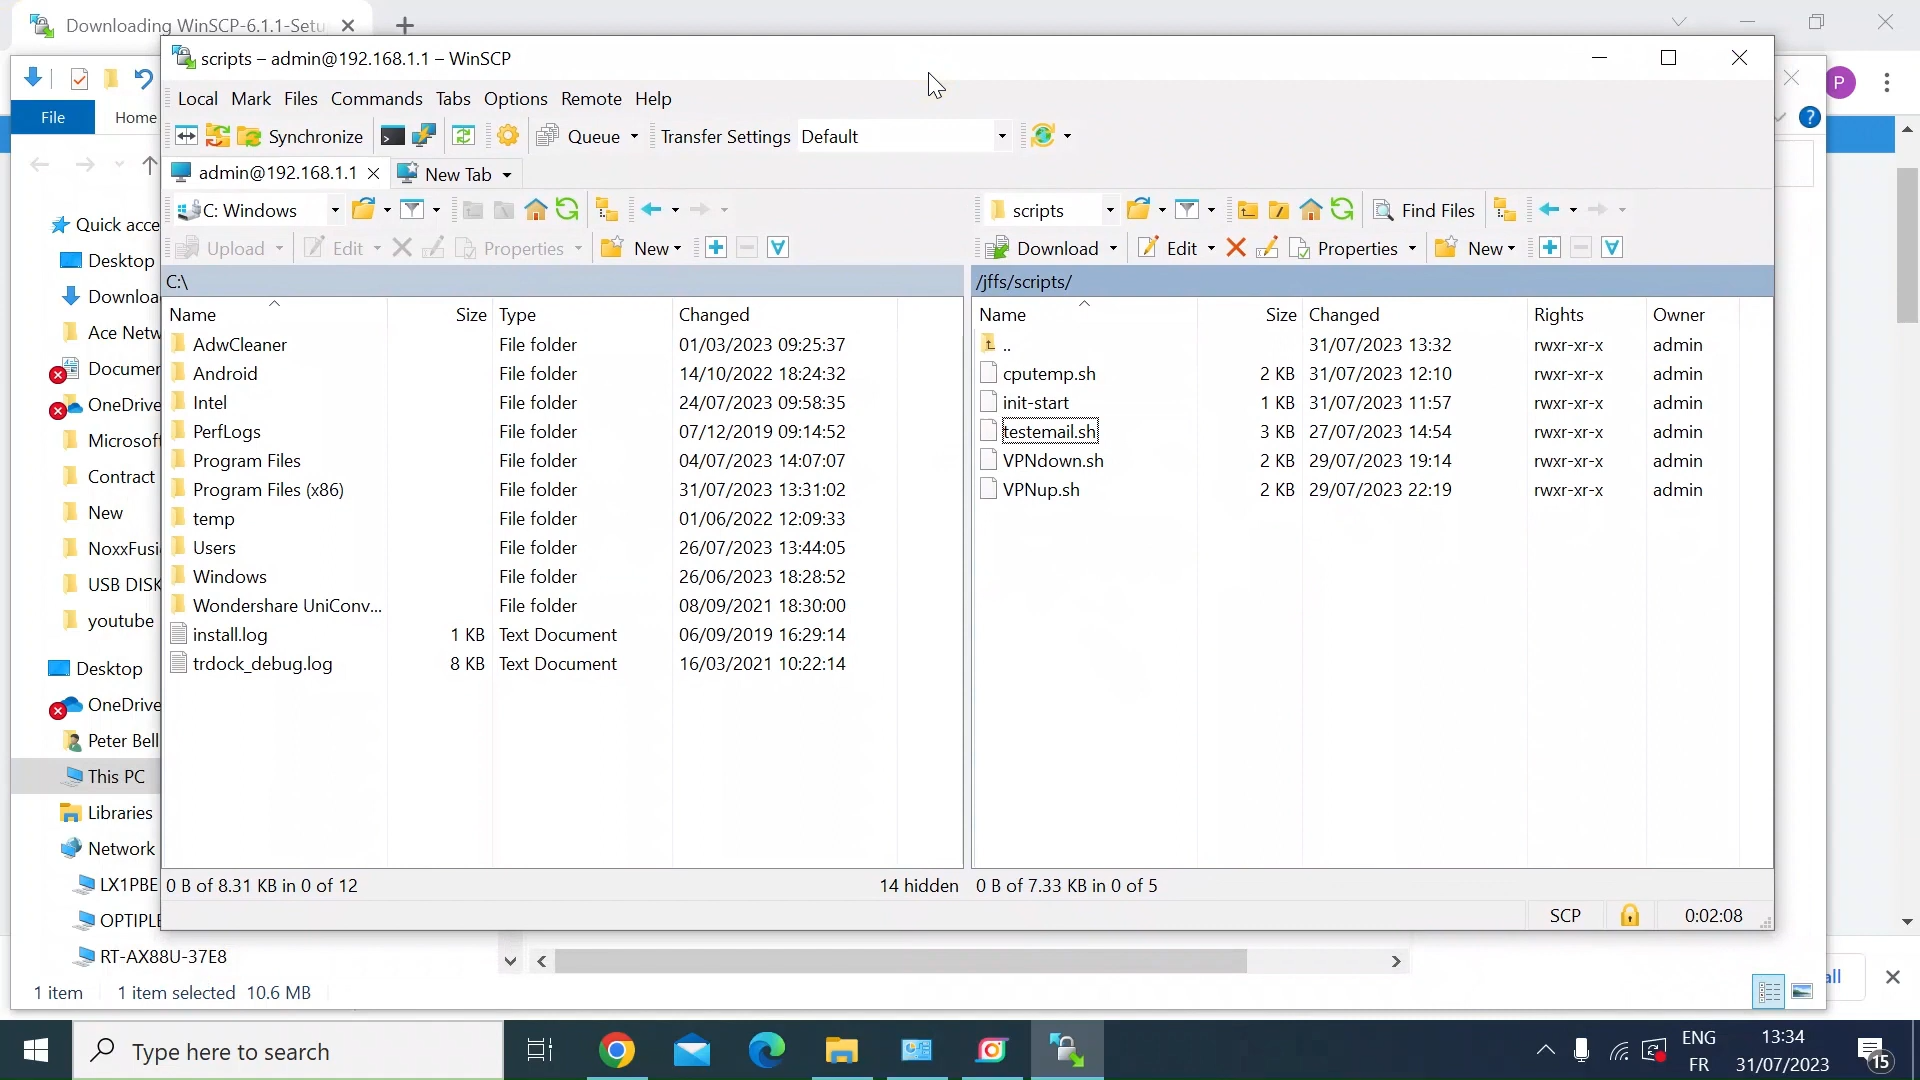 Downloading WinSCP-6.1.1-Setu
scripts – admin@192.168.1.1 – WinSCP
P
File
Home
?
Local Mark Files Commands Tabs Options Remote Help
Synchronize
Queue
Transfer Settings Default
admin@192.168.1.1
New Tab
C: Windows
scripts
Find Files
Upload
Edit
Properties
New
Download
Edit
Properties
New
C:\
/jffs/scripts/
Name Size Type Changed
AdwCleaner File folder 01/03/2023 09:25:37
Android File folder 14/10/2022 18:24:32
Intel File folder 24/07/2023 09:58:35
PerfLogs File folder 07/12/2019 09:14:52
Program Files File folder 04/07/2023 14:07:07
Program Files (x86) File folder 31/07/2023 13:31:02
temp File folder 01/06/2022 12:09:33
Users File folder 26/07/2023 13:44:05
Windows File folder 26/06/2023 18:28:52
Wondershare UniConv... File folder 08/09/2021 18:30:00
install.log 1 KB Text Document 06/09/2019 16:29:14
trdock_debug.log 8 KB Text Document 16/03/2021 10:22:14
Name Size Changed Rights Owner
.. 31/07/2023 13:32 rwxr-xr-x admin
cputemp.sh 2 KB 31/07/2023 12:10 rwxr-xr-x admin
init-start 1 KB 31/07/2023 11:57 rwxr-xr-x admin
testemail.sh 3 KB 27/07/2023 14:54 rwxr-xr-x admin
VPNdown.sh 2 KB 29/07/2023 19:14 rwxr-xr-x admin
VPNup.sh 2 KB 29/07/2023 22:19 rwxr-xr-x admin
0 B of 8.31 KB in 0 of 12
14 hidden
0 B of 7.33 KB in 0 of 5
SCP
0:02:08
Quick acce
Desktop
Downloa
Ace Netw
Documer
OneDrive
Microsoft
Contract
New
NoxxFusi
USB DISK
youtube
Desktop
OneDrive
Peter Bell
This PC
Libraries
Network
LX1PBE
OPTIPLE
RT-AX88U-37E8
1 item
1 item selected 10.6 MB
all
Type here to search
ENG
FR
13:34
31/07/2023
15